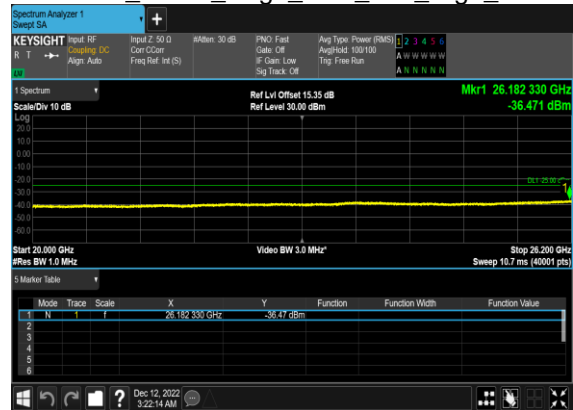 Spectrum Analyzer 1
Swept SA
KEYSIGHT Input: RF Input Z: 50 Ω #Atten: 30 dB PNO: Fast Avg Type: Power (RMS) 1 2 3 4 5 6
R T Coupling: DC Corr CCorr Gate: Off Avg|Hold: 100/100 A W W W W W
Align: Auto Freq Ref: Int (S) IF Gain: Low Trig: Free Run
LW Sig Track: Off A N N N N N
1 Spectrum Ref Lvl Offset 15.35 dB Mkr1 26.182 330 GHz
Scale/Div 10 dB Ref Level 30.00 dBm -36.471 dBm
Log
20.0
10.0
0.00
-10.0
-20.0
-30.0
-40.0
-50.0
-60.0
1
Start 20.000 GHz Video BW 3.0 MHz* Stop 26.200 GHz
#Res BW 1.0 MHz Sweep 10.7 ms (40001 pts)
5 Marker Table
Mode Trace Scale X Y Function Function Width Function Value
1 N 1 f 26.182 330 GHz -36.47 dBm
2
3
4
5
6
? Dec 12, 2022
3:22:14 AM